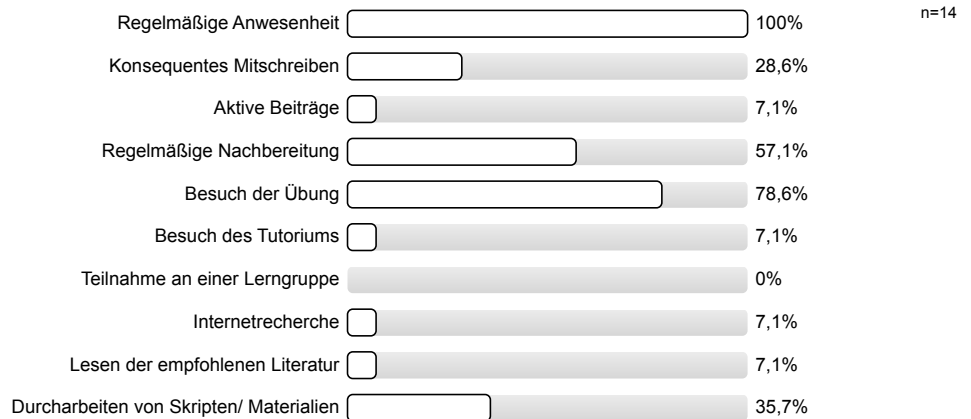 Regelmäßige Anwesenheit 100% n=14
Konsequentes Mitschreiben 28,6%
Aktive Beiträge 7,1%
Regelmäßige Nachbereitung 57,1%
Besuch der Übung 78,6%
Besuch des Tutoriums 7,1%
Teilnahme an einer Lerngruppe 0%
Internetrecherche 7,1%
Lesen der empfohlenen Literatur 7,1%
Durcharbeiten von Skripten/ Materialien 35,7%